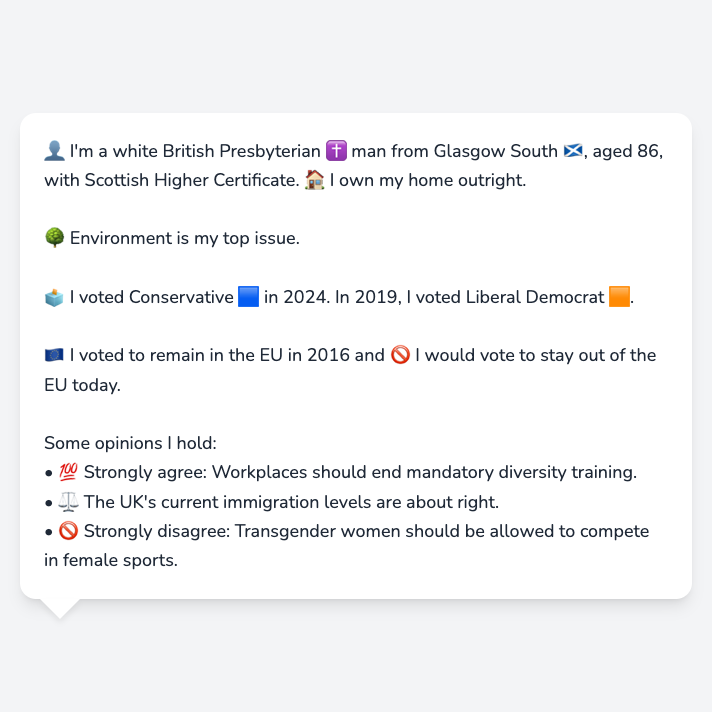 👤 I'm a white British Presbyterian ✝️ man from Glasgow South 🏴󠁧󠁢󠁳󠁣󠁴󠁿, aged 86,
with Scottish Higher Certificate. 🏠 I own my home outright.
🌳 Environment is my top issue.
🗳️ I voted Conservative 🟦 in 2024. In 2019, I voted Liberal Democrat 🟧.
🇪🇺 I voted to remain in the EU in 2016 and 🚫 I would vote to stay out of the
EU today.
Some opinions I hold:
• 💯 Strongly agree: Workplaces should end mandatory diversity training.
• ⚖️ The UK's current immigration levels are about right.
• 🚫 Strongly disagree: Transgender women should be allowed to compete
in female sports.